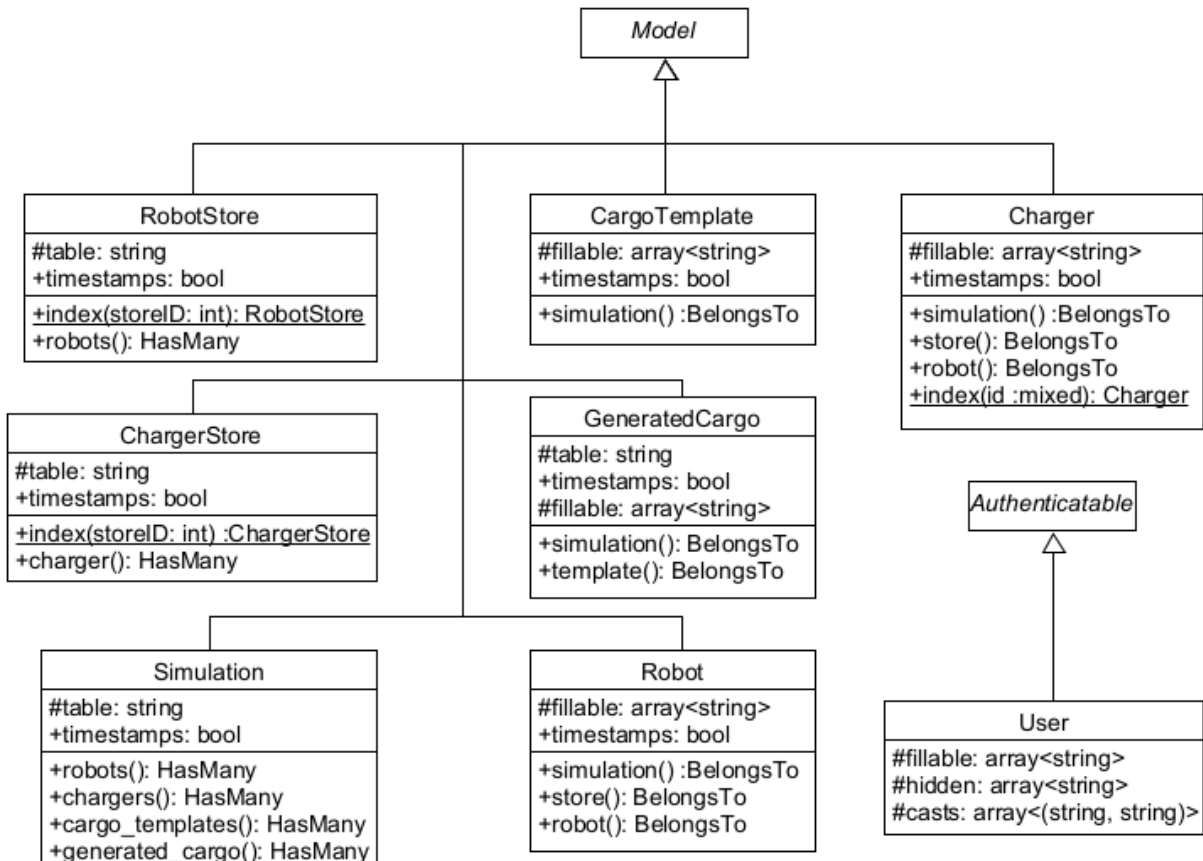 Model
RobotStore
#table: string
+timestamps: bool
+index(storeID: int): RobotStore
+robots(): HasMany
CargoTemplate
#fillable: array<string>
+timestamps: bool
+simulation() :BelongsTo
Charger
#fillable: array<string>
+timestamps: bool
+simulation() :BelongsTo
+store(): BelongsTo
+robot(): BelongsTo
+index(id :mixed): Charger
ChargerStore
#table: string
+timestamps: bool
+index(storeID: int) :ChargerStore
+charger(): HasMany
GeneratedCargo
#table: string
+timestamps: bool
#fillable: array<string>
+simulation(): BelongsTo
+template(): BelongsTo
Authenticatable
Simulation
#table: string
+timestamps: bool
+robots(): HasMany
+chargers(): HasMany
+cargo_templates(): HasMany
+generated_cargo(): HasMany
Robot
#fillable: array<string>
+timestamps: bool
+simulation() :BelongsTo
+store(): BelongsTo
+robot(): BelongsTo
User
#fillable: array<string>
#hidden: array<string>
#casts: array<(string, string)>